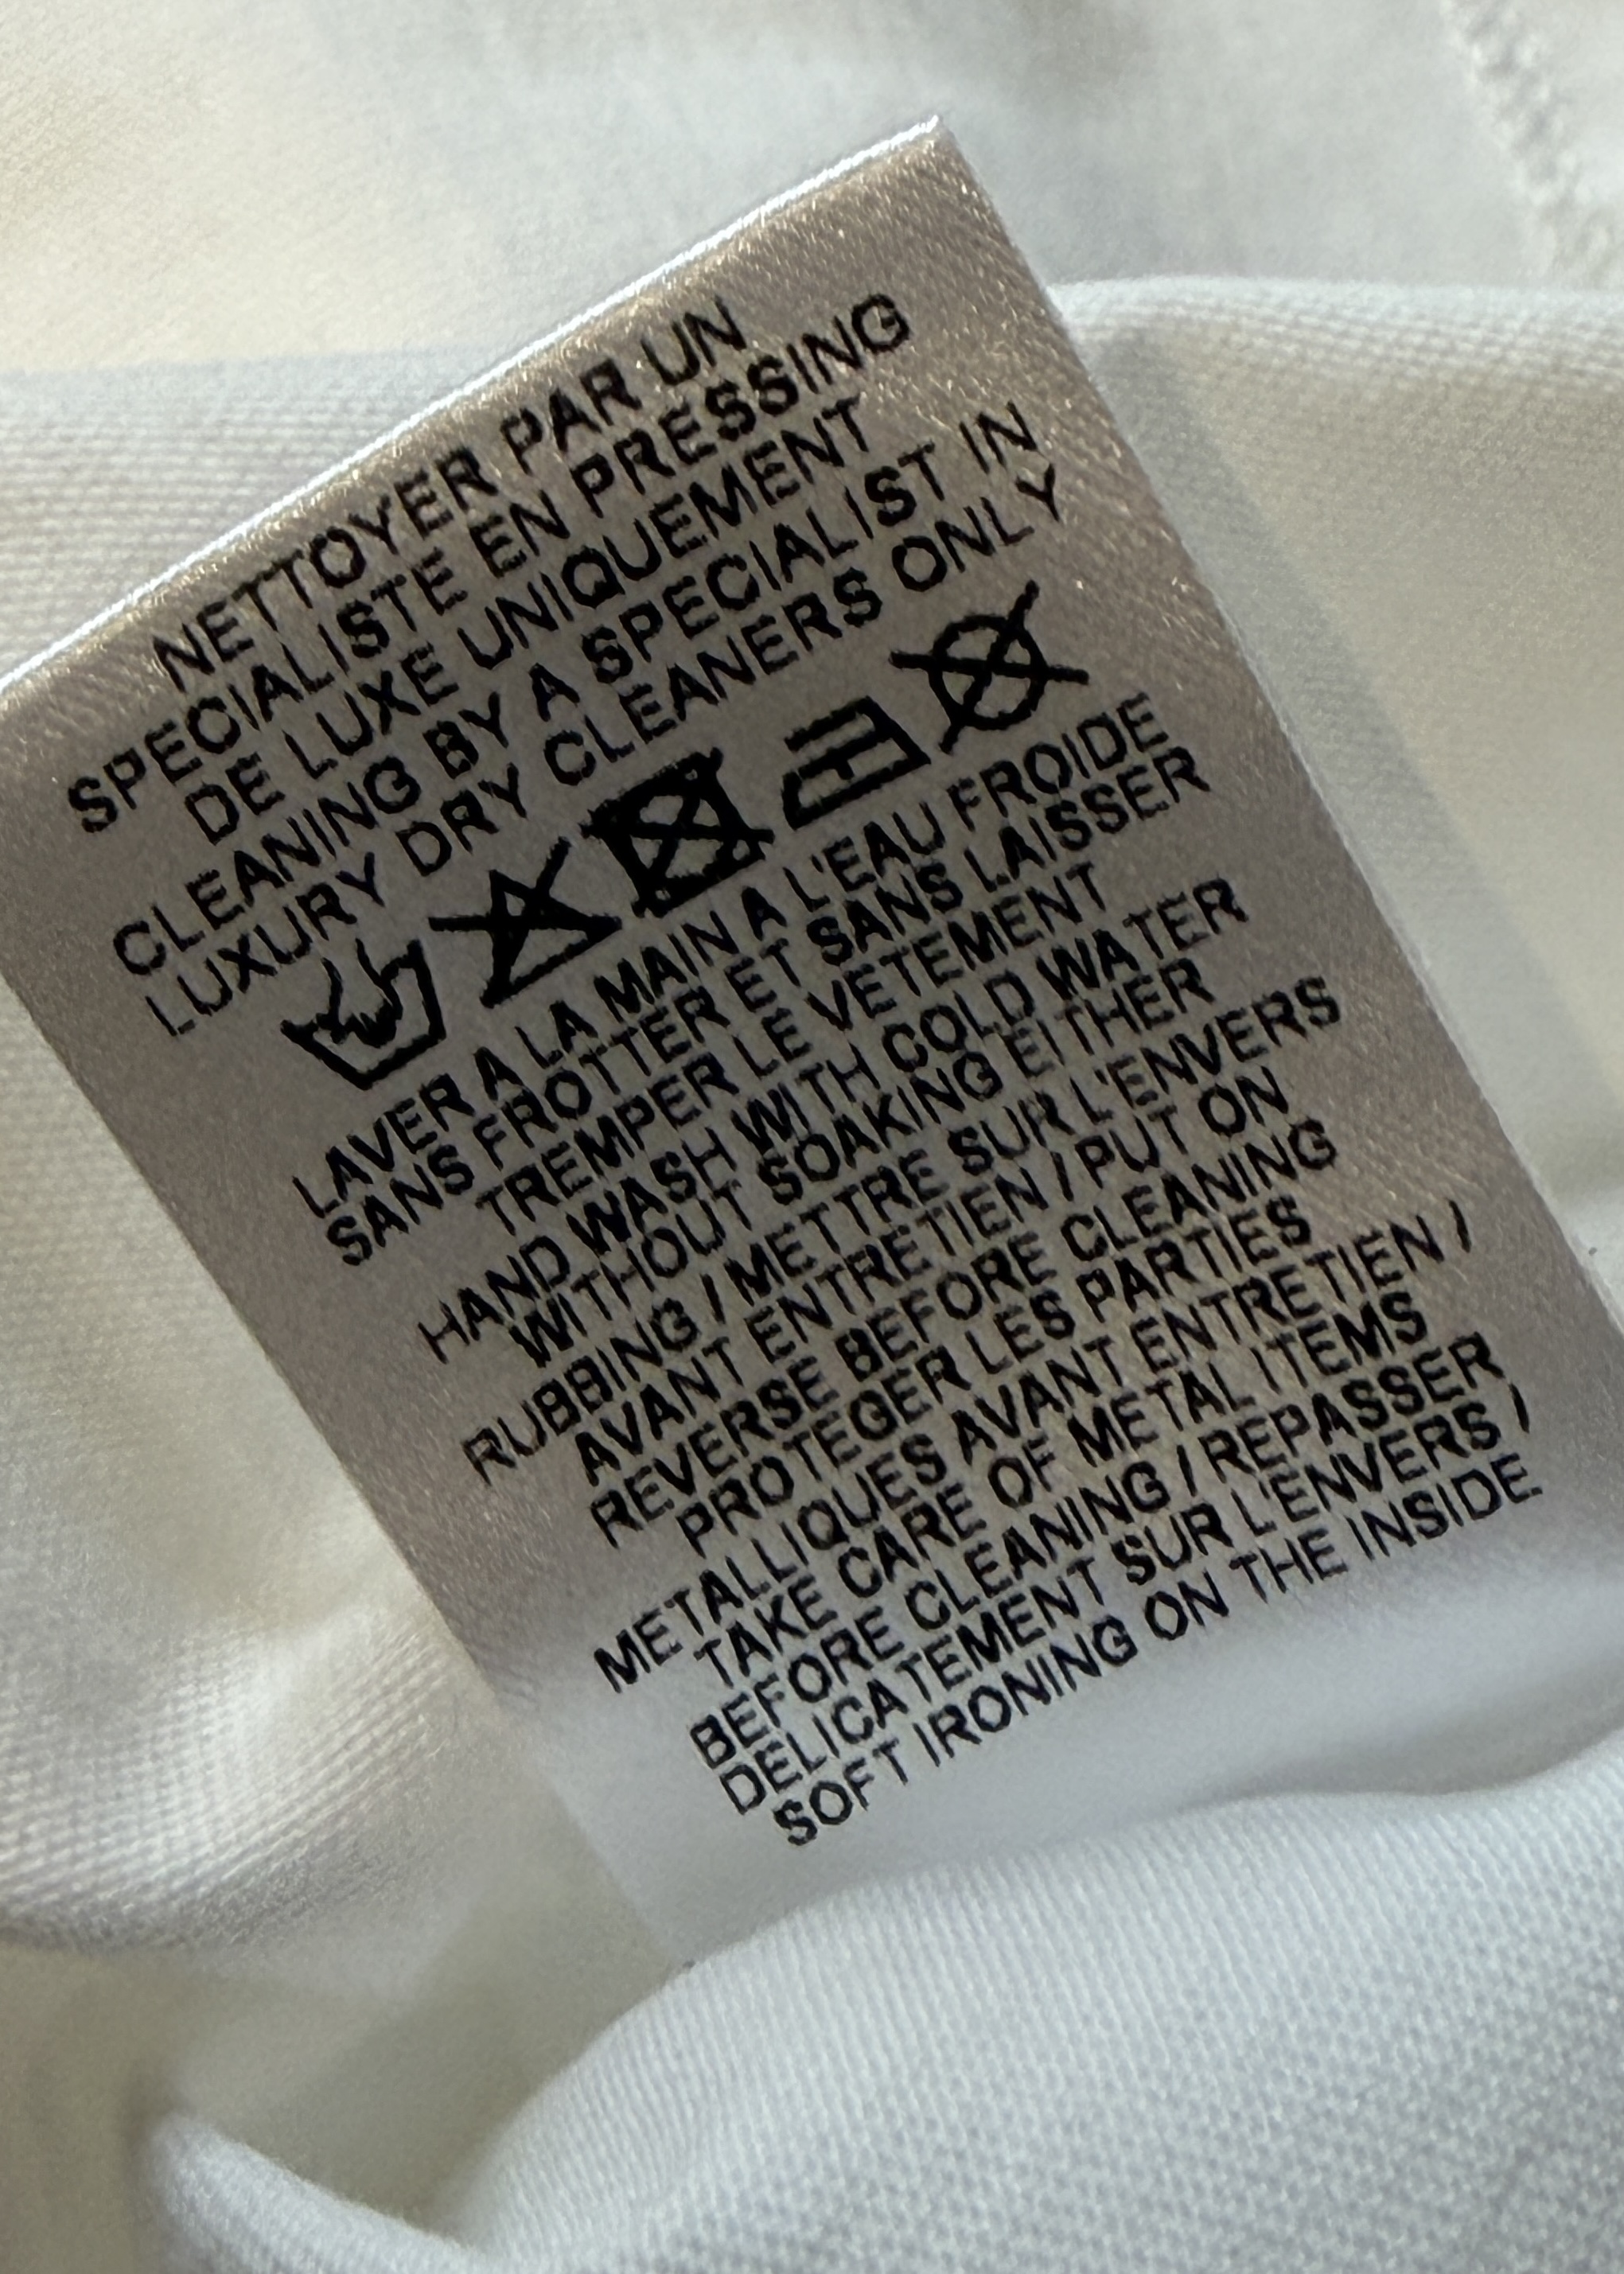 NETTOYER PAR UN
SPECIALISTE EN PRESSING
DE LUXE UNIQUEMENT
CLEANING BY A SPECIALIST IN
LUXURY DRY CLEANERS ONLY
LAVER A LA MAIN A L'EAU FROIDE
SANS FROTTER ET SANS LAISSER
TREMPER LE VETEMENT
HAND WASH WITH COLD WATER
WITHOUT SOAKING EITHER
RUBBING / METTRE SUR L'ENVERS
AVANT ENTRETIEN / PUT ON
REVERSE BEFORE CLEANING
PROTEGER LES PARTIES
METALLIQUES AVANT ENTRETIEN /
TAKE CARE OF METAL ITEMS
BEFORE CLEANING / REPASSER
DELICATEMENT SUR L'ENVERS /
SOFT IRONING ON THE INSIDE